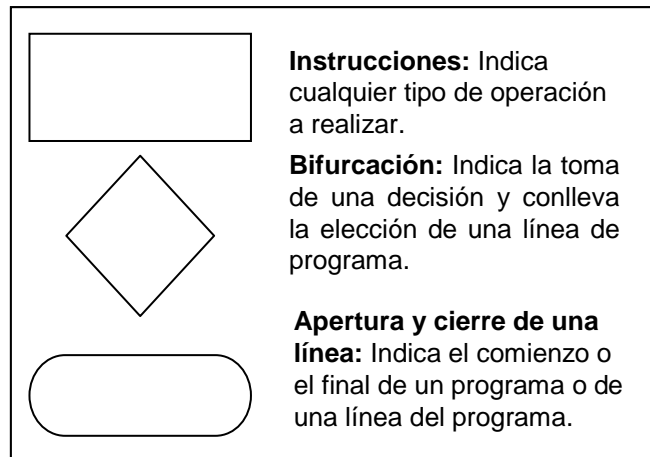 Instrucciones: Indica
cualquier tipo de operación
a realizar.
Bifurcación: Indica la toma
de una decisión y conlleva
la elección de una línea de
programa.
Apertura y cierre de una
línea: Indica el comienzo o
el final de un programa o de
una línea del programa.